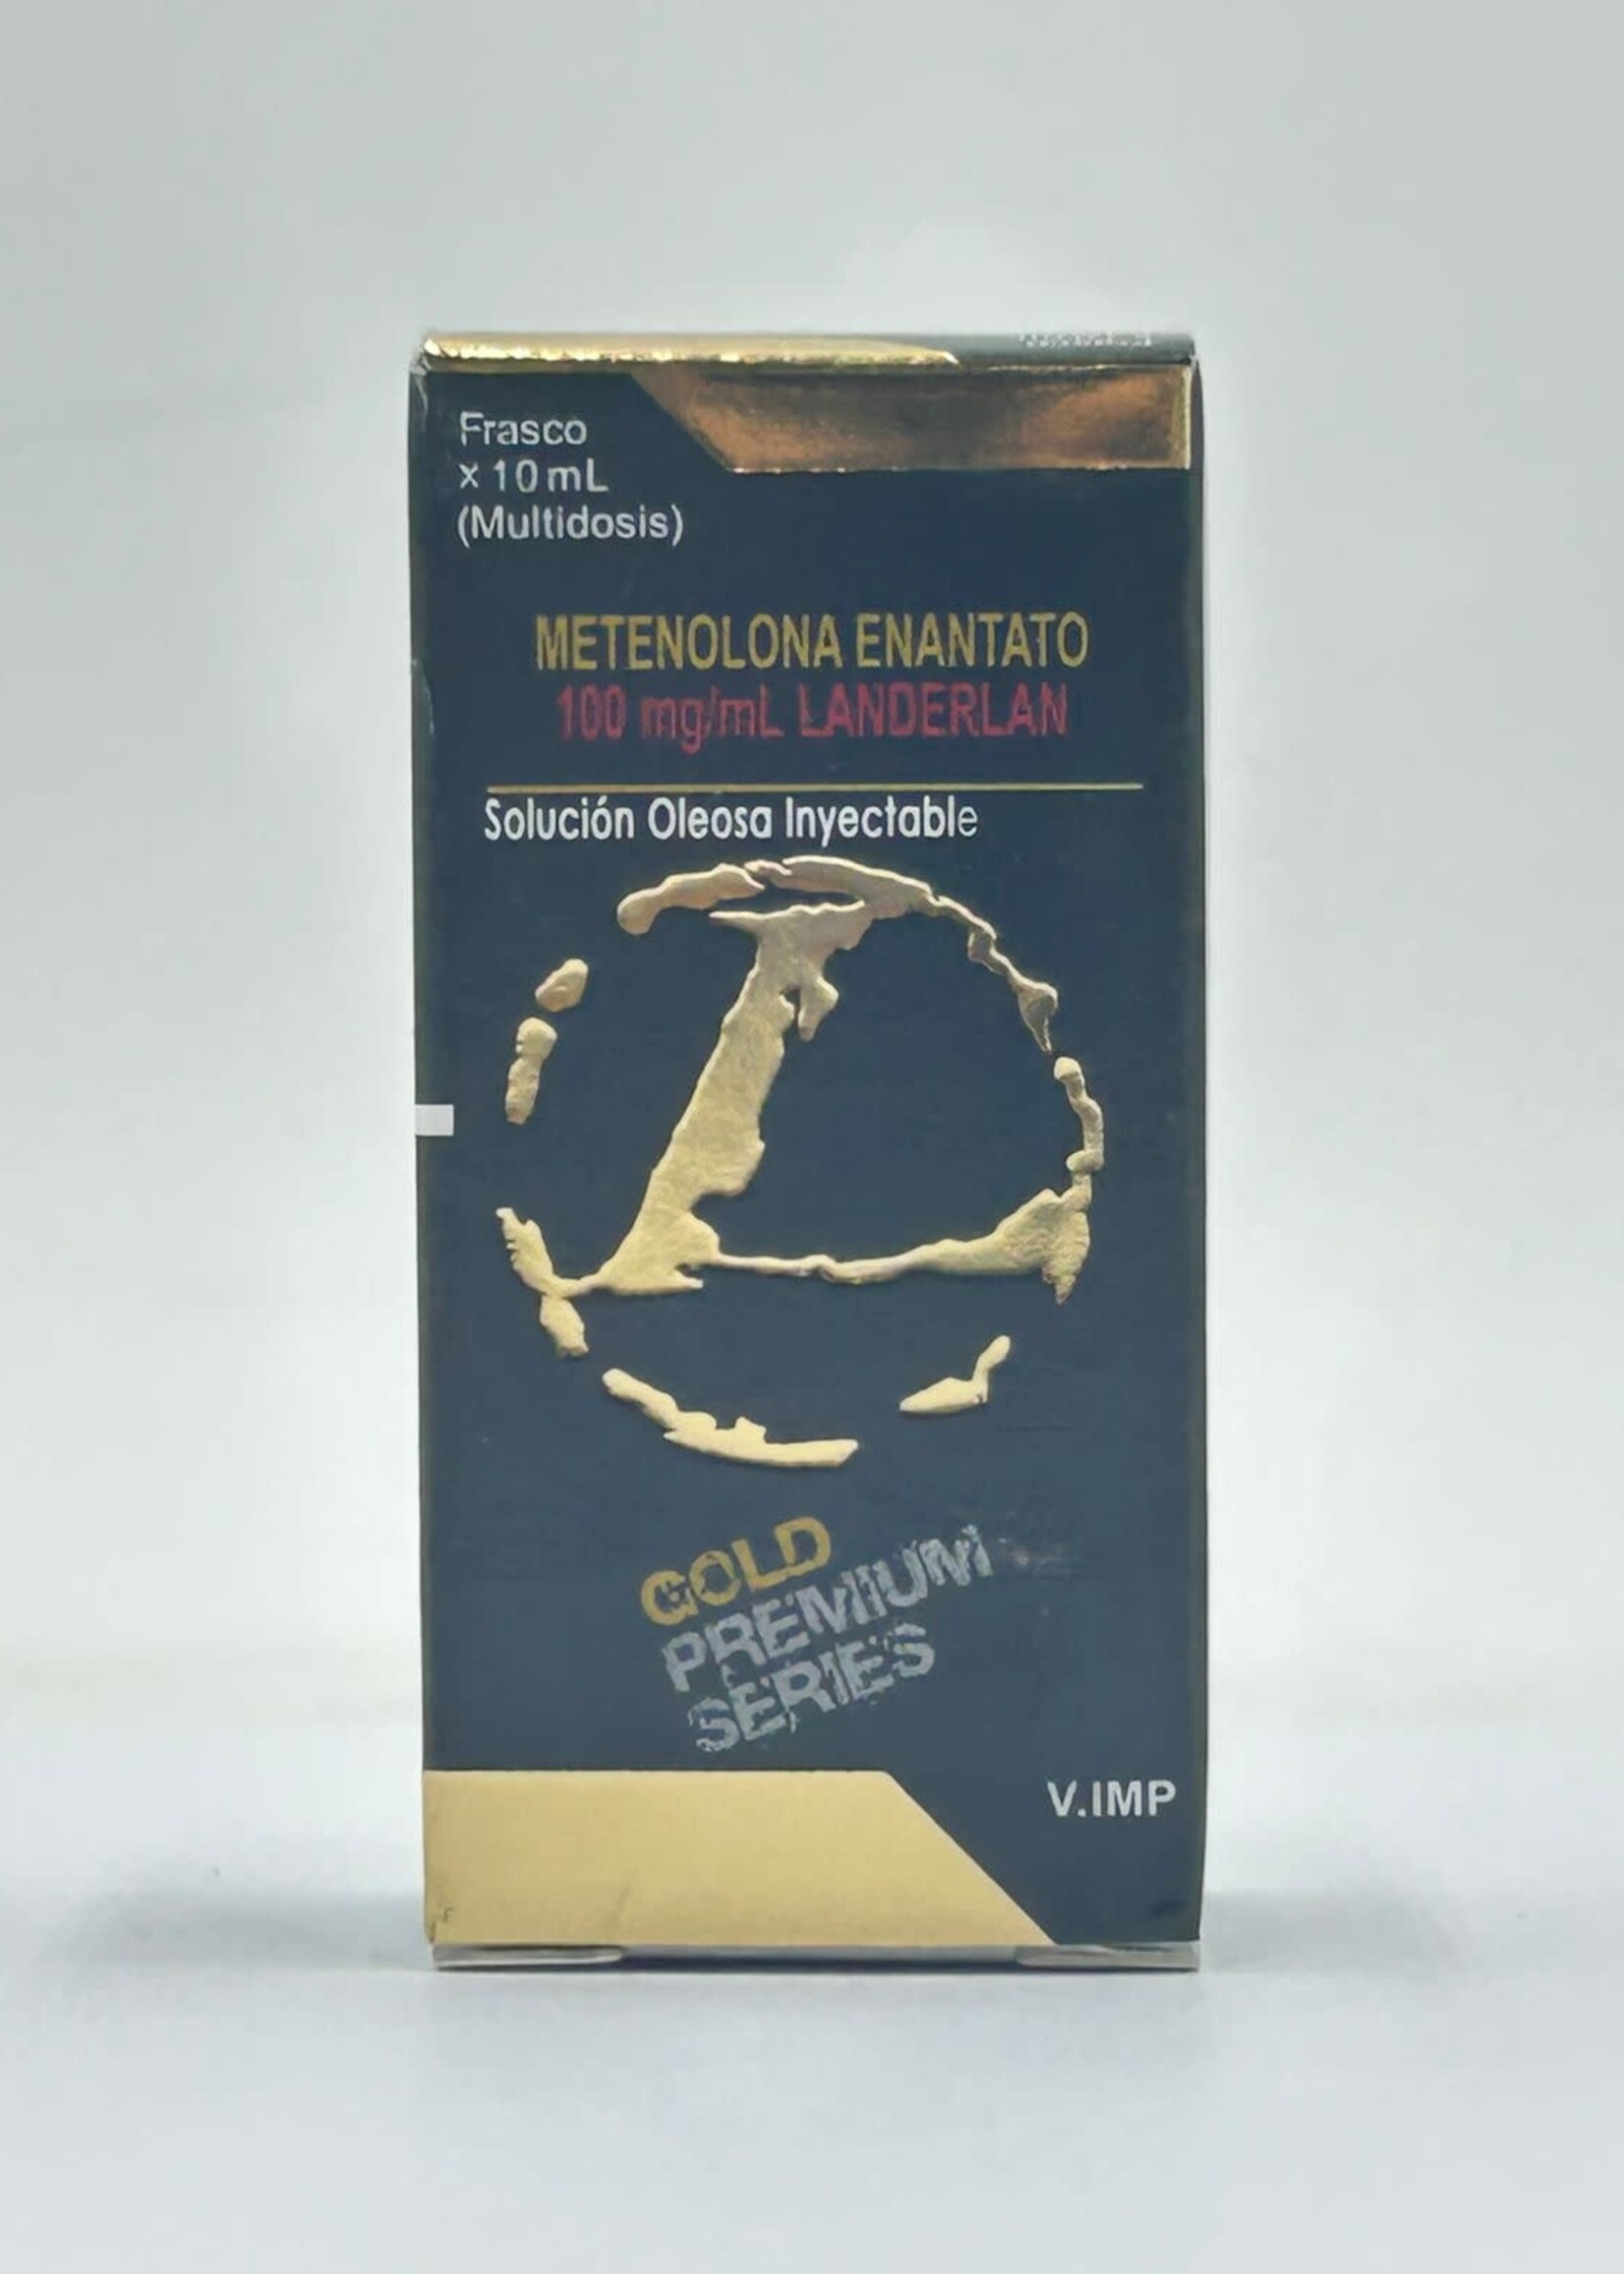 Frasco
x 10 mL
(Multidosis)
METENOLONA ENANTATO
100 mg/mL LANDERLAN
Solución Oleosa Inyectable
L
GOLD
PREMIUM
SERIES
V.IMP